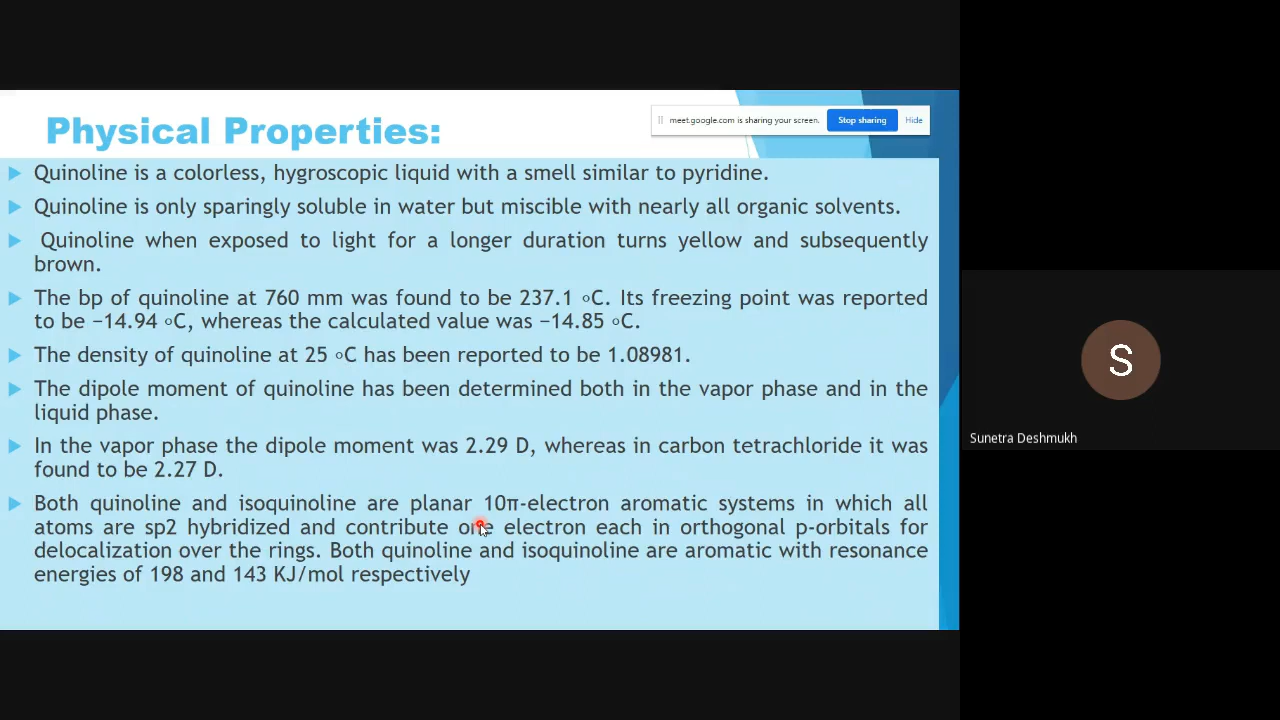 Physical Properties:
meet.google.com is sharing your screen.
Stop sharing
Hide
Quinoline is a colorless, hygroscopic liquid with a smell similar to pyridine.
Quinoline is only sparingly soluble in water but miscible with nearly all organic solvents.
Quinoline when exposed to light for a longer duration turns yellow and subsequently
brown.
The bp of quinoline at 760 mm was found to be 237.1 ◦C. Its freezing point was reported
to be −14.94 ◦C, whereas the calculated value was −14.85 ◦C.
The density of quinoline at 25 ◦C has been reported to be 1.08981.
The dipole moment of quinoline has been determined both in the vapor phase and in the
liquid phase.
In the vapor phase the dipole moment was 2.29 D, whereas in carbon tetrachloride it was
found to be 2.27 D.
Both quinoline and isoquinoline are planar 10π-electron aromatic systems in which all
atoms are sp2 hybridized and contribute one electron each in orthogonal p-orbitals for
delocalization over the rings. Both quinoline and isoquinoline are aromatic with resonance
energies of 198 and 143 KJ/mol respectively
S
Sunetra Deshmukh